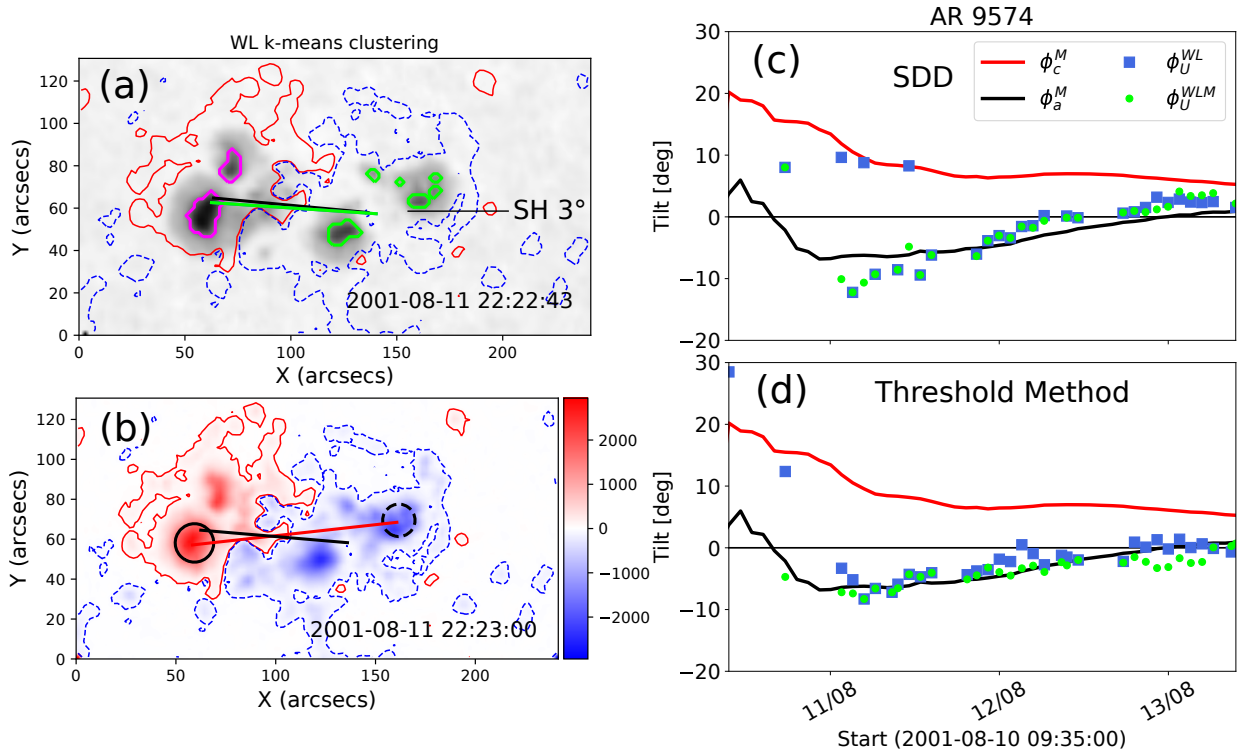 WL k-means clustering
(a)
SH 3°
2001-08-11 22:22:43
Y (arcsecs)
120
100
80
60
40
20
0
0 50 100 150 200
X (arcsecs)
(b)
2001-08-11 22:23:00
Y (arcsecs)
120
100
80
60
40
20
0
0 50 100 150 200
X (arcsecs)
2000
1000
0
−1000
−2000
AR 9574
(c)
SDD
ϕ_c^M ϕ_U^WL
ϕ_a^M ϕ_U^WLM
Tilt [deg]
30
20
10
0
−10
−20
(d)
Threshold Method
Tilt [deg]
30
20
10
0
−10
−20
11/08 12/08 13/08
Start (2001-08-10 09:35:00)